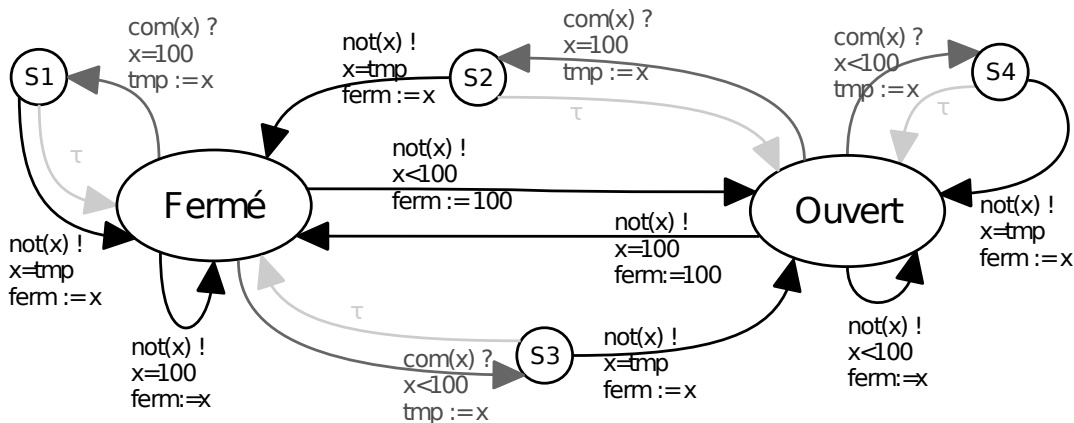 com(x) ?
x=100
tmp := x
S1
τ
not(x) !
x=tmp
ferm := x
S2
com(x) ?
x=100
tmp := x
τ
com(x) ?
x<100
tmp := x
S4
τ
Fermé
not(x) !
x<100
ferm := 100
Ouvert
not(x) !
x=100
ferm:=100
not(x) !
x=tmp
ferm := x
not(x) !
x=tmp
ferm := x
not(x) !
x=100
ferm:=x
τ
com(x) ?
x<100
tmp := x
S3
not(x) !
x=tmp
ferm := x
not(x) !
x<100
ferm:=x